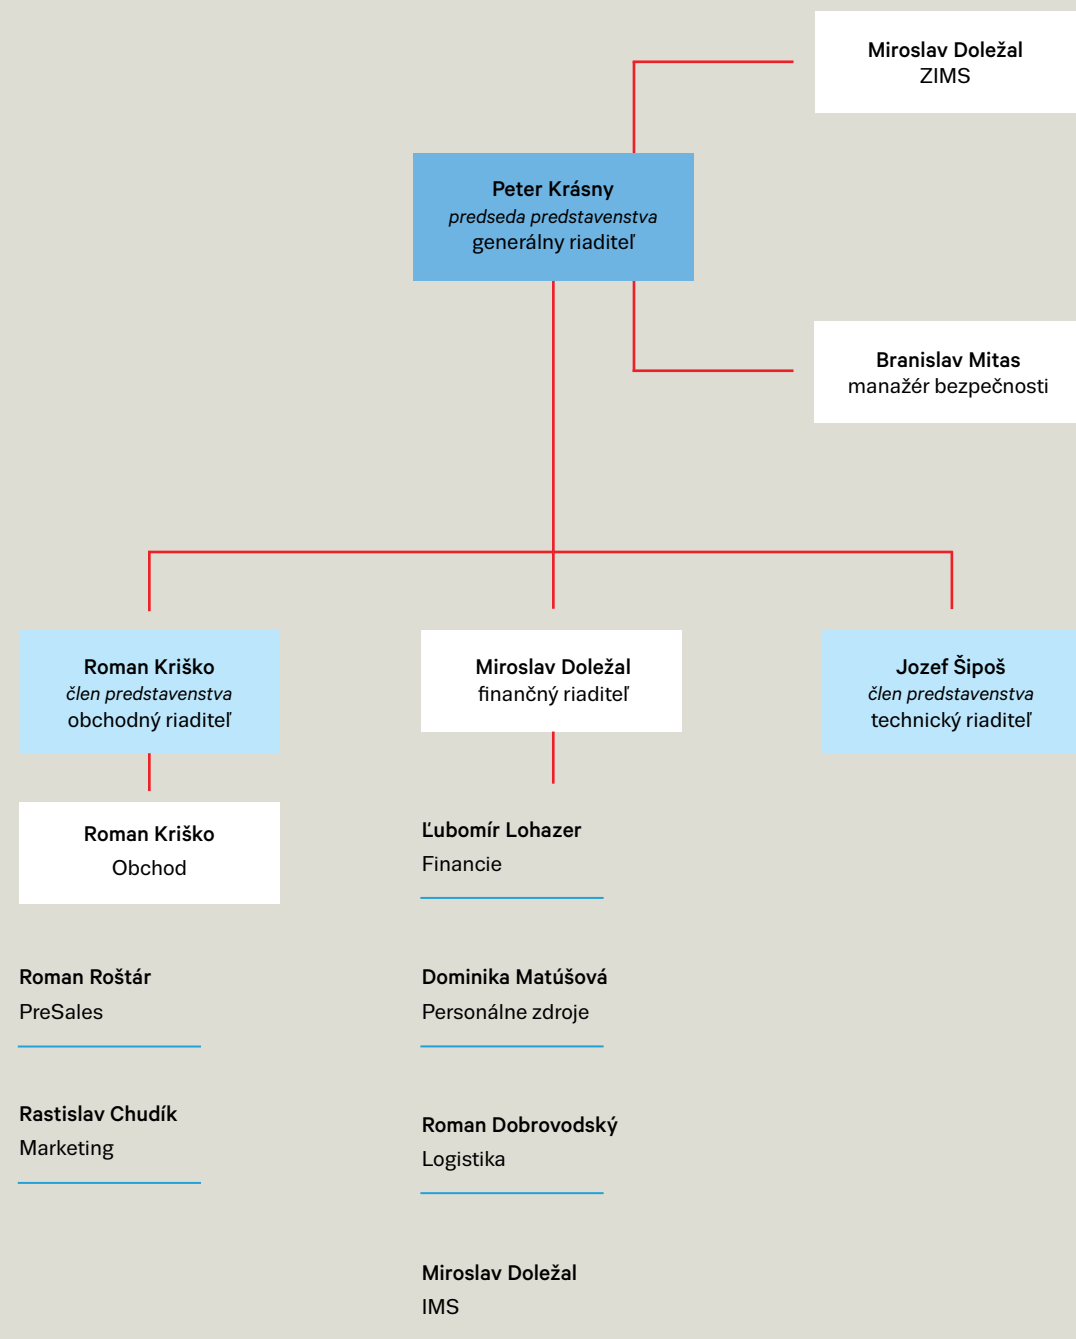 Miroslav Doležal
ZIMS
Peter Krásny
predseda predstavenstva
generálny riaditeľ
Branislav Mitas
manažér bezpečnosti
Roman Kriško
člen predstavenstva
obchodný riaditeľ
Miroslav Doležal
finančný riaditeľ
Jozef Šipoš
člen predstavenstva
technický riaditeľ
Roman Kriško
Obchod
Roman Roštár
PreSales
Rastislav Chudík
Marketing
Ľubomír Lohazer
Financie
Dominika Matúšová
Personálne zdroje
Roman Dobrovodský
Logistika
Miroslav Doležal
IMS